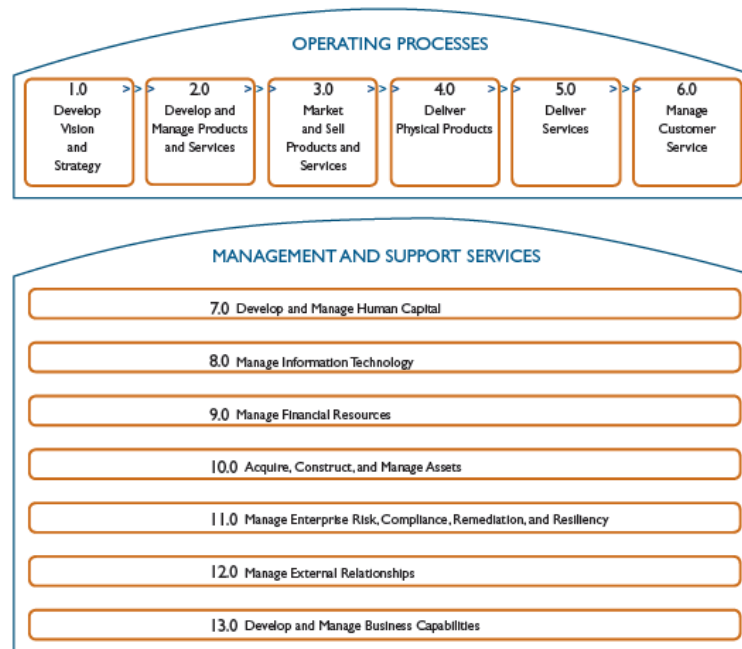 OPERATING PROCESSES
1.0 >>> 2.0 >>> 3.0 >>> 4.0 >>> 5.0 >>> 6.0
Develop
Vision
and
Strategy
Develop and
Manage Products
and Services
Market
and Sell
Products and
Services
Deliver
Physical Products
Deliver
Services
Manage
Customer
Service
MANAGEMENT AND SUPPORT SERVICES
7.0 Develop and Manage Human Capital
8.0 Manage Information Technology
9.0 Manage Financial Resources
10.0 Acquire, Construct, and Manage Assets
11.0 Manage Enterprise Risk, Compliance, Remediation, and Resiliency
12.0 Manage External Relationships
13.0 Develop and Manage Business Capabilities